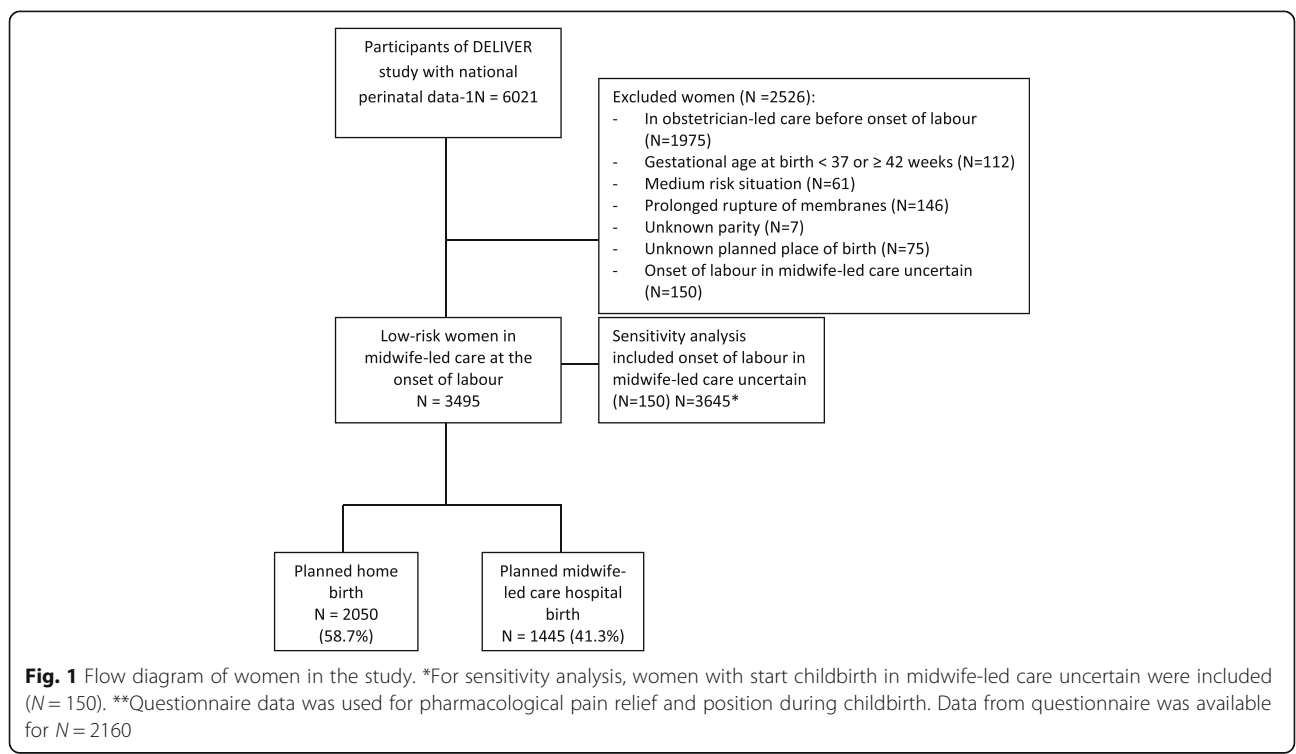 Participants of DELIVER
study with national
perinatal data-1N = 6021
Excluded women (N =2526):
- In obstetrician-led care before onset of labour
(N=1975)
- Gestational age at birth < 37 or ≥ 42 weeks (N=112)
- Medium risk situation (N=61)
- Prolonged rupture of membranes (N=146)
- Unknown parity (N=7)
- Unknown planned place of birth (N=75)
- Onset of labour in midwife-led care uncertain
(N=150)
Low-risk women in
midwife-led care at the
onset of labour
N = 3495
Sensitivity analysis
included onset of labour in
midwife-led care uncertain
(N=150) N=3645*
Planned home
birth
N = 2050
(58.7%)
Planned midwife-
led care hospital
birth
N = 1445 (41.3%)
Fig. 1 Flow diagram of women in the study. *For sensitivity analysis, women with start childbirth in midwife-led care uncertain were included
(N = 150). **Questionnaire data was used for pharmacological pain relief and position during childbirth. Data from questionnaire was available
for N = 2160